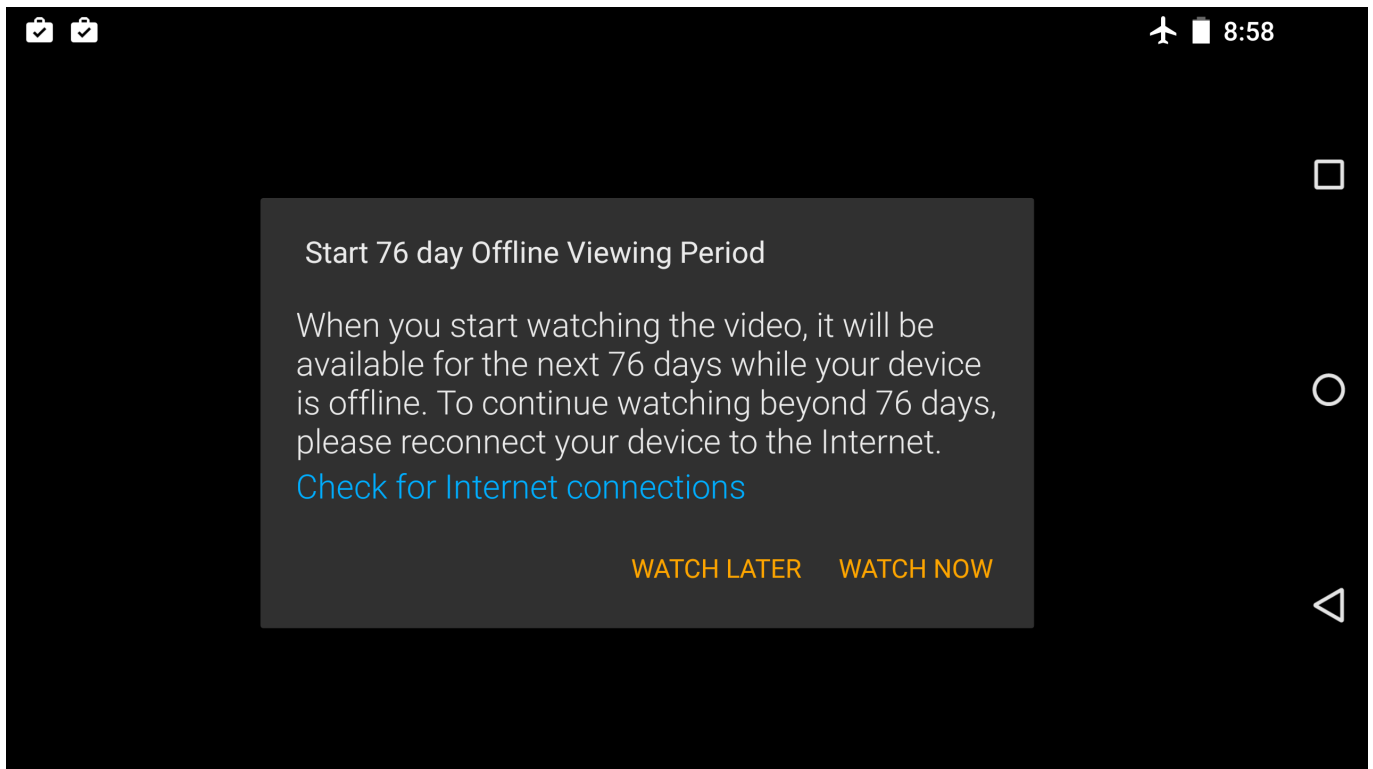 8:58
Start 76 day Offline Viewing Period
When you start watching the video, it will be
available for the next 76 days while your device
is offline. To continue watching beyond 76 days,
please reconnect your device to the Internet.
Check for Internet connections
WATCH LATER WATCH NOW